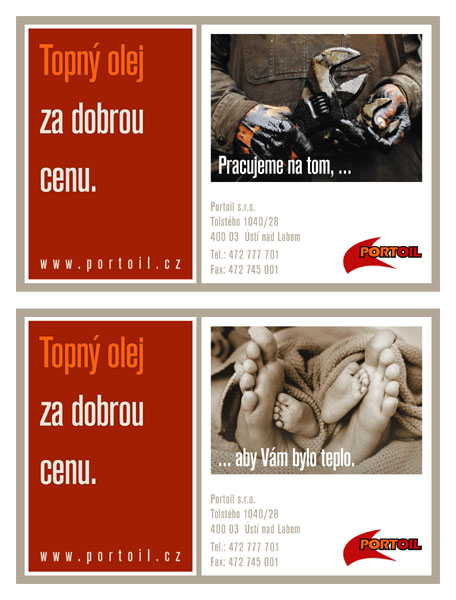 Topný olej
za dobrou
cenu.
www.portoil.cz
Pracujeme na tom, ...
Portoil s.r.o.
Tolstého 1040/28
400 03 Ústí nad Labem
Tel.: 472 777 701
Fax: 472 745 001
PORTOIL
Topný olej
za dobrou
cenu.
www.portoil.cz
... aby Vám bylo teplo.
Portoil s.r.o.
Tolstého 1040/28
400 03 Ústí nad Labem
Tel.: 472 777 701
Fax: 472 745 001
PORTOIL